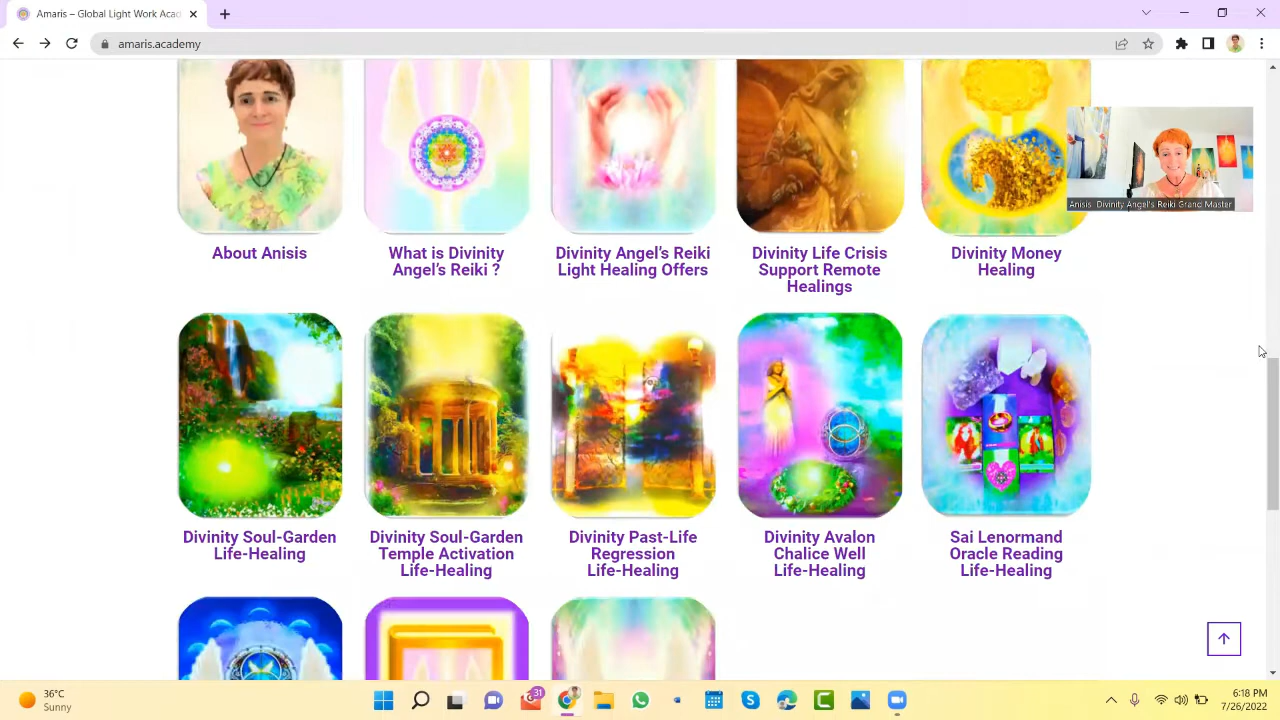 Amaris – Global Light Work Acad
amaris.academy
Anisis Divinity Angel's Reiki Grand Master
About Anisis
What is Divinity
Angel's Reiki ?
Divinity Angel's Reiki
Light Healing Offers
Divinity Life Crisis
Support Remote
Healings
Divinity Money
Healing
Divinity Soul-Garden
Life-Healing
Divinity Soul-Garden
Temple Activation
Life-Healing
Divinity Past-Life
Regression
Life-Healing
Divinity Avalon
Chalice Well
Life-Healing
Sai Lenormand
Oracle Reading
Life-Healing
36°C
Sunny
31
6:18 PM
7/26/2022